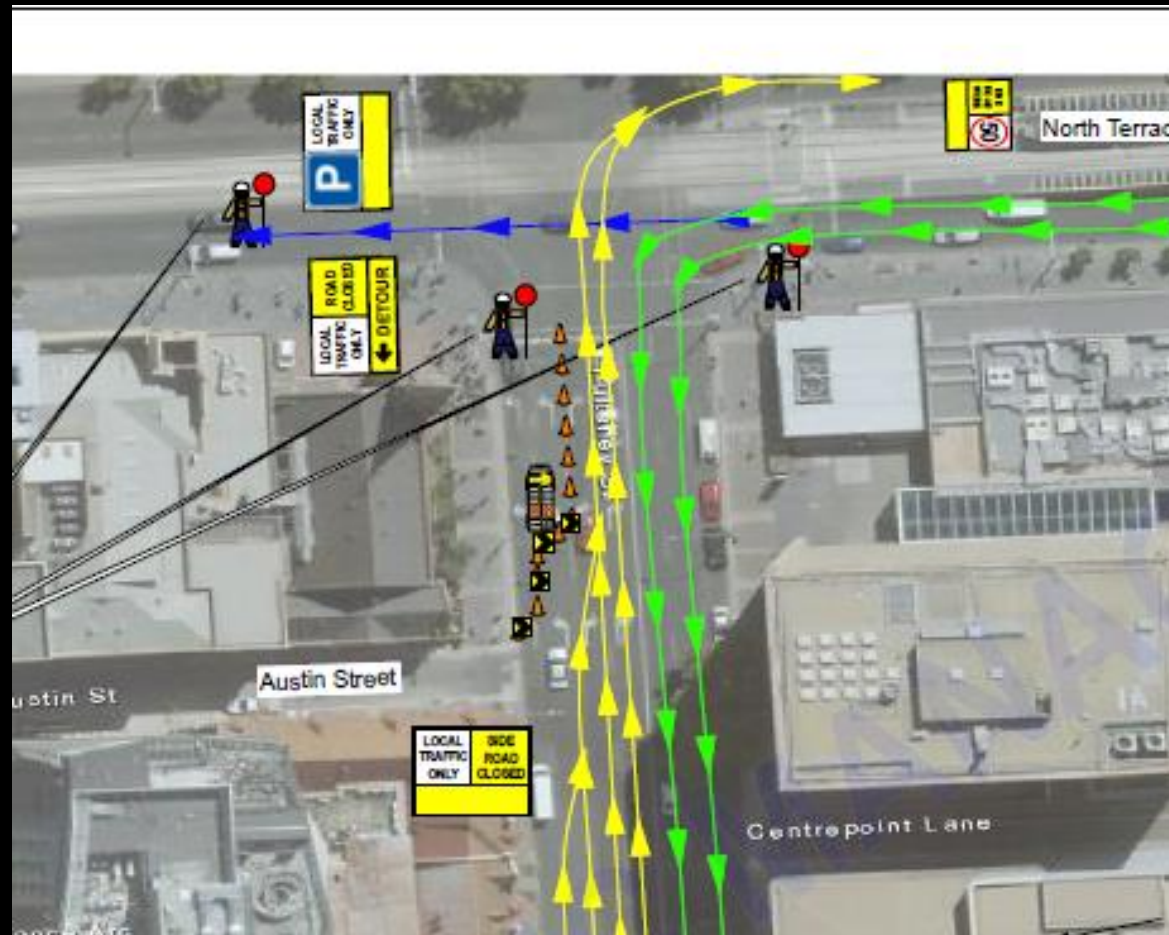 LOCAL
TRAFFIC
ONLY
P
50
North Terrac
ROAD
CLOSED
LOCAL
TRAFFIC
ONLY
← DETOUR
Austin Street
ustin St
LOCAL
TRAFFIC
ONLY
SIDE
ROAD
CLOSED
Centrepoint Lane